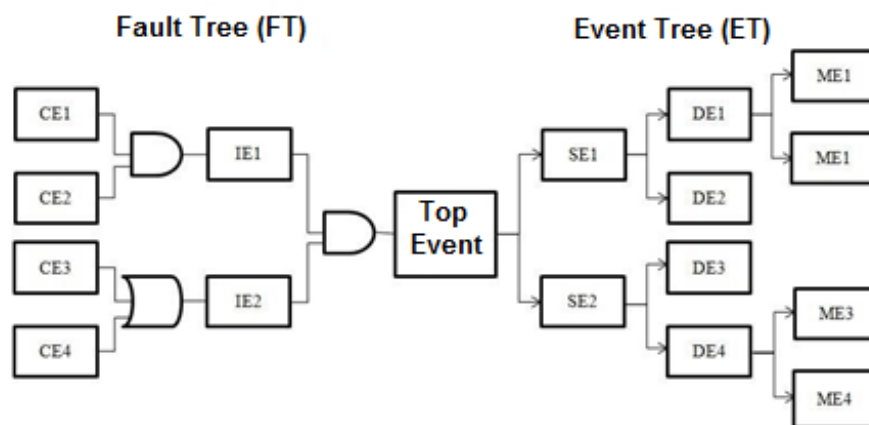 Fault Tree (FT)
Event Tree (ET)
CE1
CE2
CE3
CE4
IE1
IE2
Top
Event
SE1
SE2
DE1
DE2
DE3
DE4
ME1
ME1
ME3
ME4